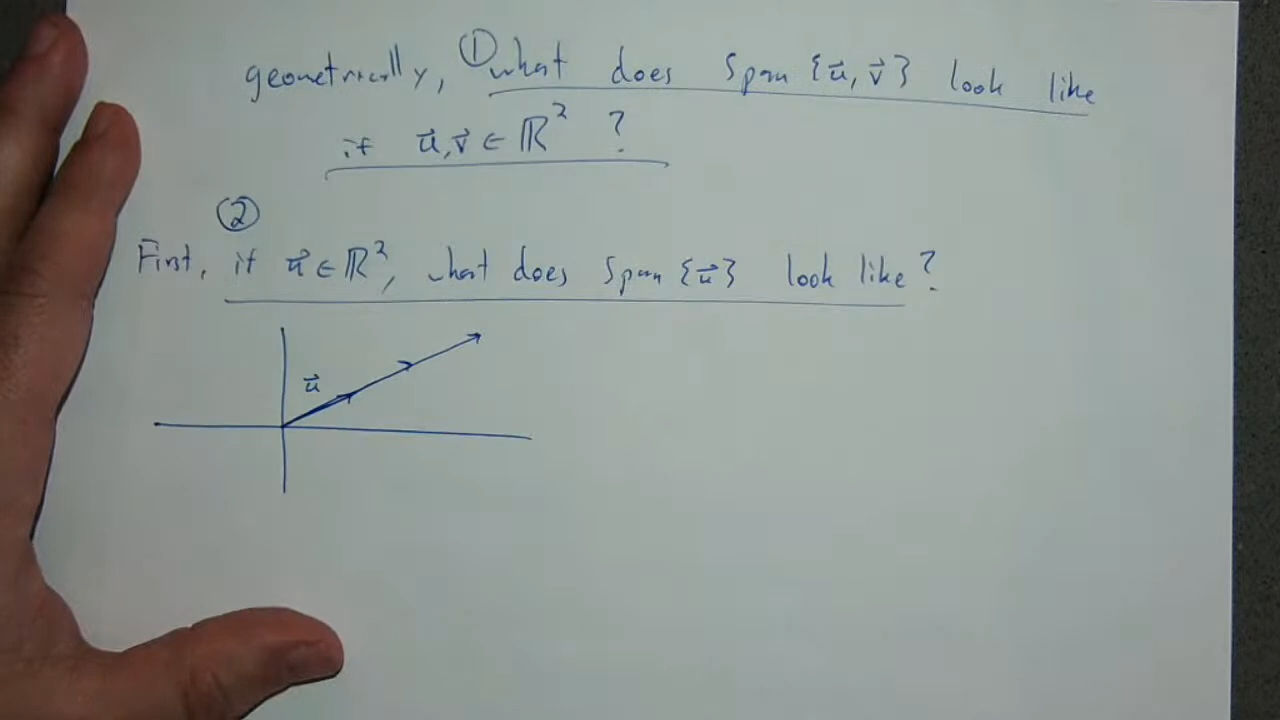 geometrically, ① what does Span {u⃗, v⃗} look like
if u⃗, v⃗ ∈ ℝ² ?
②
First, if u⃗ ∈ ℝ², what does Span {u⃗} look like?
u⃗